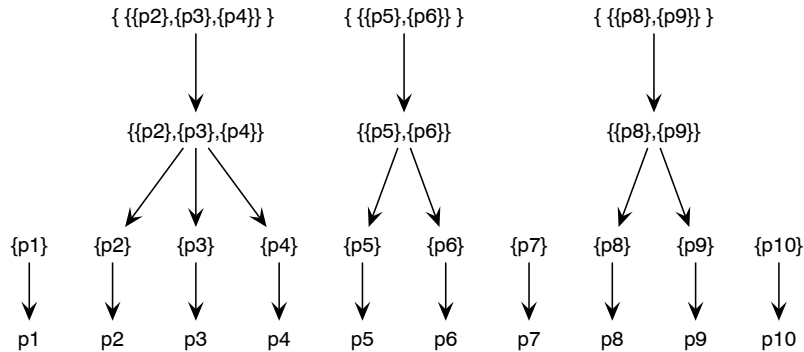 { {{p2},{p3},{p4}} } { {{p5},{p6}} } { {{p8},{p9}} }
{{p2},{p3},{p4}} {{p5},{p6}} {{p8},{p9}}
{p1} {p2} {p3} {p4} {p5} {p6} {p7} {p8} {p9} {p10}
p1 p2 p3 p4 p5 p6 p7 p8 p9 p10